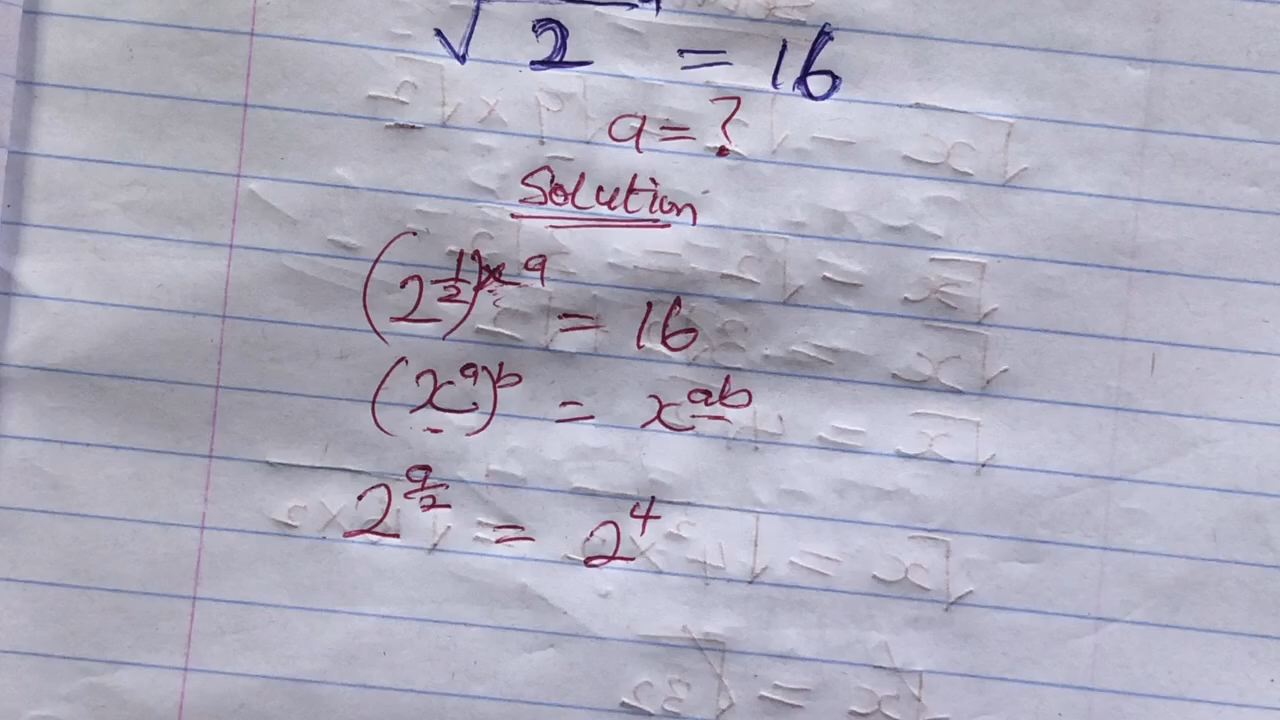 √2 = 16
a = ?
Solution
(2^(1/2))^(x a) = 16
(x^a)^b = x^(ab)
2^(a/2) = 2^4